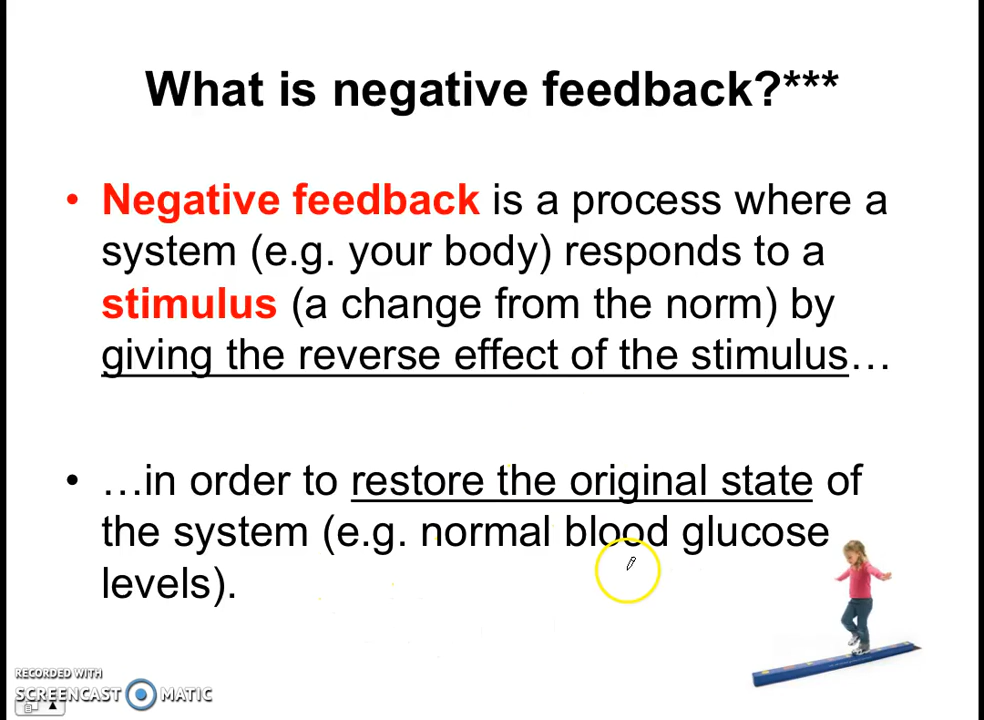 What is negative feedback?***
• Negative feedback is a process where a
system (e.g. your body) responds to a
stimulus (a change from the norm) by
giving the reverse effect of the stimulus…
• …in order to restore the original state of
the system (e.g. normal blood glucose
levels).
RECORDED WITH
SCREENCAST MATIC